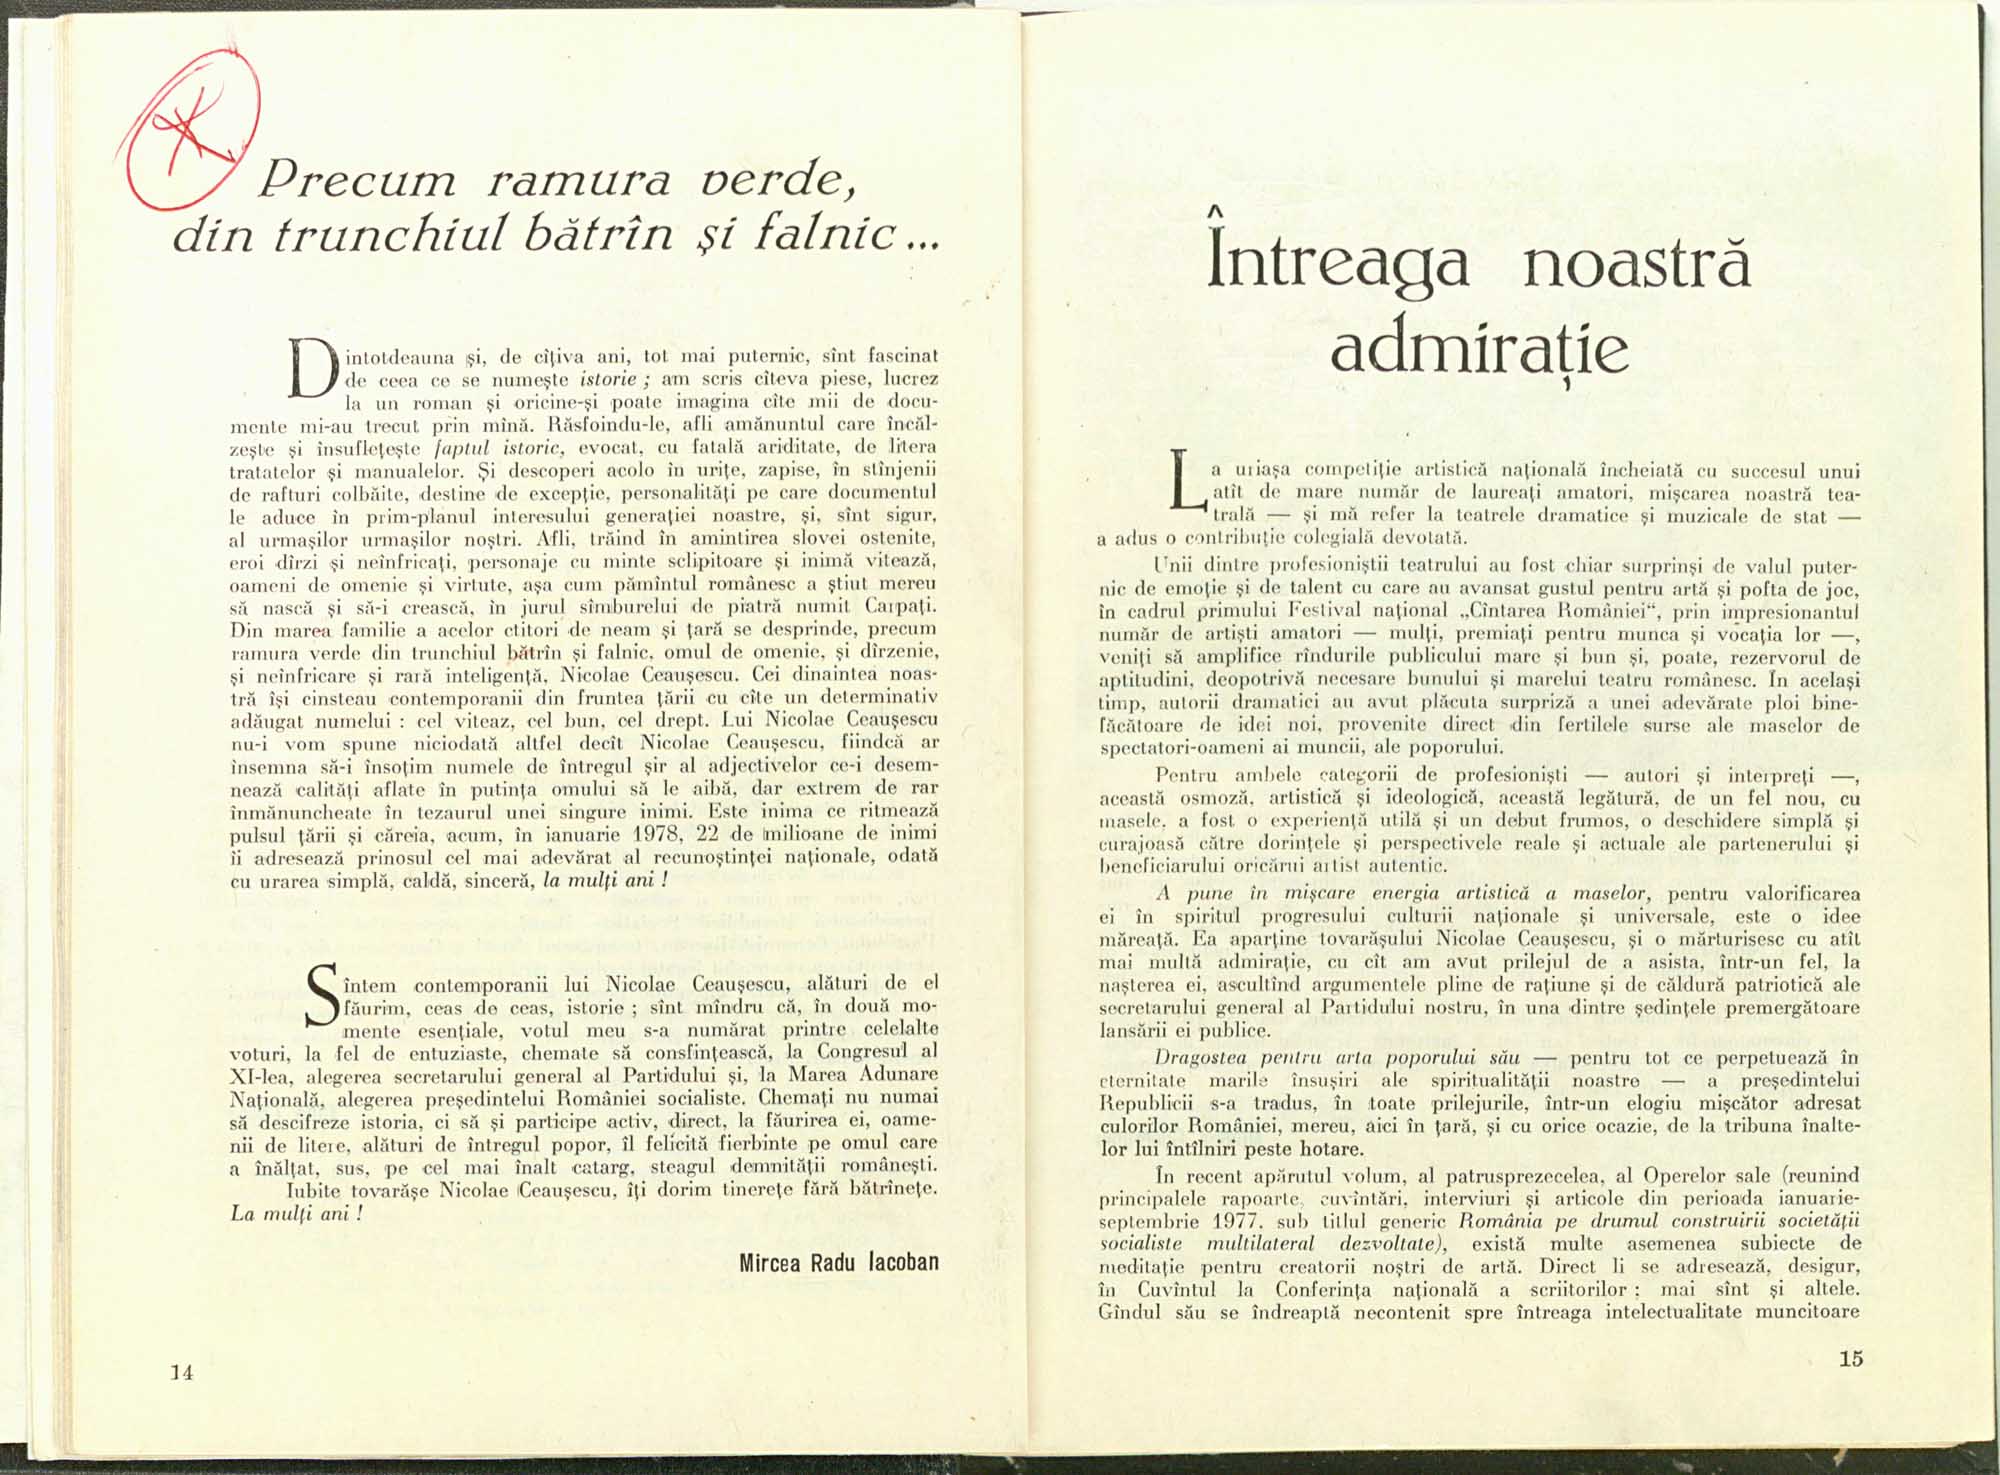 Precum ramura verde,
din trunchiul bătrîn și falnic...
Dintotdeauna și, de cîțiva ani, tot mai puternic, sînt fascinat
de ceea ce se numește istorie ; am scris cîteva piese, lucrez
la un roman și oricine-și poate imagina cîte mii de docu-
mente mi-au trecut prin mînă. Răsfoindu-le, afli amănuntul care încăl-
zește și însuflețește faptul istoric, evocat, cu fatală ariditate, de litera
tratatelor și manualelor. Și descoperi acolo în urițe, zapise, în stînjenii
de rafturi colbăite, destine de excepție, personalități pe care documentul
le aduce în prim-planul interesului generației noastre, și, sînt sigur,
al urmașilor urmașilor noștri. Afli, trăind în amintirea slovei ostenite,
eroi dîrzi și neînfricați, personaje cu minte sclipitoare și inimă vitează,
oameni de omenie și virtute, așa cum pămîntul românesc a știut mereu
să nască și să-i crească, în jurul sîmburelui de piatră numit Carpați.
Din marea familie a acelor ctitori de neam și țară se desprinde, precum
ramura verde din trunchiul bătrîn și falnic, omul de omenie, și dîrzenie,
și neînfricare și rară inteligență, Nicolae Ceaușescu. Cei dinaintea noas-
tră își cinsteau contemporanii din fruntea țării cu cîte un determinativ
adăugat numelui : cel viteaz, cel bun, cel drept. Lui Nicolae Ceaușescu
nu-i vom spune niciodată altfel decît Nicolae Ceaușescu, fiindcă ar
însemna să-i însoțim numele de întregul șir al adjectivelor ce-i desem-
nează calități aflate în putința omului să le aibă, dar extrem de rar
înmănuncheate în tezaurul unei singure inimi. Este inima ce ritmează
pulsul țării și căreia, acum, în ianuarie 1978, 22 de milioane de inimi
îi adresează prinosul cel mai adevărat al recunoștinței naționale, odată
cu urarea simplă, caldă, sinceră, la mulți ani !
Sîntem contemporanii lui Nicolae Ceaușescu, alături de el
făurim, ceas de ceas, istorie ; sînt mîndru că, în două mo-
mente esențiale, votul meu s-a numărat printre celelalte
voturi, la fel de entuziaste, chemate să consfințească, la Congresul al
XI-lea, alegerea secretarului general al Partidului și, la Marea Adunare
Națională, alegerea președintelui României socialiste. Chemați nu numai
să descifreze istoria, ci să și participe activ, direct, la făurirea ei, oame-
nii de litere, alături de întregul popor, îl felicită fierbinte pe omul care
a înălțat, sus, pe cel mai înalt catarg, steagul demnității românești.
Iubite tovarășe Nicolae Ceaușescu, îți dorim tinerețe fără bătrînețe.
La mulți ani !
Mircea Radu Iacoban
14
Întreaga noastră
admirație
La uriașa competiție artistică națională încheiată cu succesul unui
atît de mare număr de laureați amatori, mișcarea noastră tea-
trală — și mă refer la teatrele dramatice și muzicale de stat —
a adus o contribuție colegială devotată.
Unii dintre profesioniștii teatrului au fost chiar surprinși de valul puter-
nic de emoție și de talent cu care au avansat gustul pentru artă și pofta de joc,
în cadrul primului Festival național „Cîntarea României“, prin impresionantul
număr de artiști amatori — mulți, premiați pentru munca și vocația lor —,
veniți să amplifice rîndurile publicului mare și bun și, poate, rezervorul de
aptitudini, deopotrivă necesare bunului și marelui teatru românesc. În același
timp, autorii dramatici au avut plăcuta surpriză a unei adevărate ploi bine-
făcătoare de idei noi, provenite direct din fertilele surse ale maselor de
spectatori-oameni ai muncii, ale poporului.
Pentru ambele categorii de profesioniști — autori și interpreți —,
această osmoză, artistică și ideologică, această legătură, de un fel nou, cu
masele, a fost o experiență utilă și un debut frumos, o deschidere simplă și
curajoasă către dorințele și perspectivele reale și actuale ale partenerului și
beneficiarului oricărui artist autentic.
A pune în mișcare energia artistică a maselor, pentru valorificarea
ei în spiritul progresului culturii naționale și universale, este o idee
măreață. Ea aparține tovarășului Nicolae Ceaușescu, și o mărturisesc cu atît
mai multă admirație, cu cît am avut prilejul de a asista, într-un fel, la
nașterea ei, ascultînd argumentele pline de rațiune și de căldură patriotică ale
secretarului general al Partidului nostru, în una dintre ședințele premergătoare
lansării ei publice.
Dragostea pentru arta poporului său — pentru tot ce perpetuează în
eternitate marile însușiri ale spiritualității noastre — a președintelui
Republicii s-a tradus, în toate prilejurile, într-un elogiu mișcător adresat
culorilor României, mereu, aici în țară, și cu orice ocazie, de la tribuna înalte-
lor lui întîlniri peste hotare.
În recent apărutul volum, al patrusprezecelea, al Operelor sale (reunind
principalele rapoarte, cuvîntări, interviuri și articole din perioada ianuarie-
septembrie 1977, sub titlul generic România pe drumul construirii societății
socialiste multilateral dezvoltate), există multe asemenea subiecte de
meditație pentru creatorii noștri de artă. Direct li se adresează, desigur,
în Cuvîntul la Conferința națională a scriitorilor ; mai sînt și altele.
Gîndul său se îndreaptă necontenit spre întreaga intelectualitate muncitoare
15